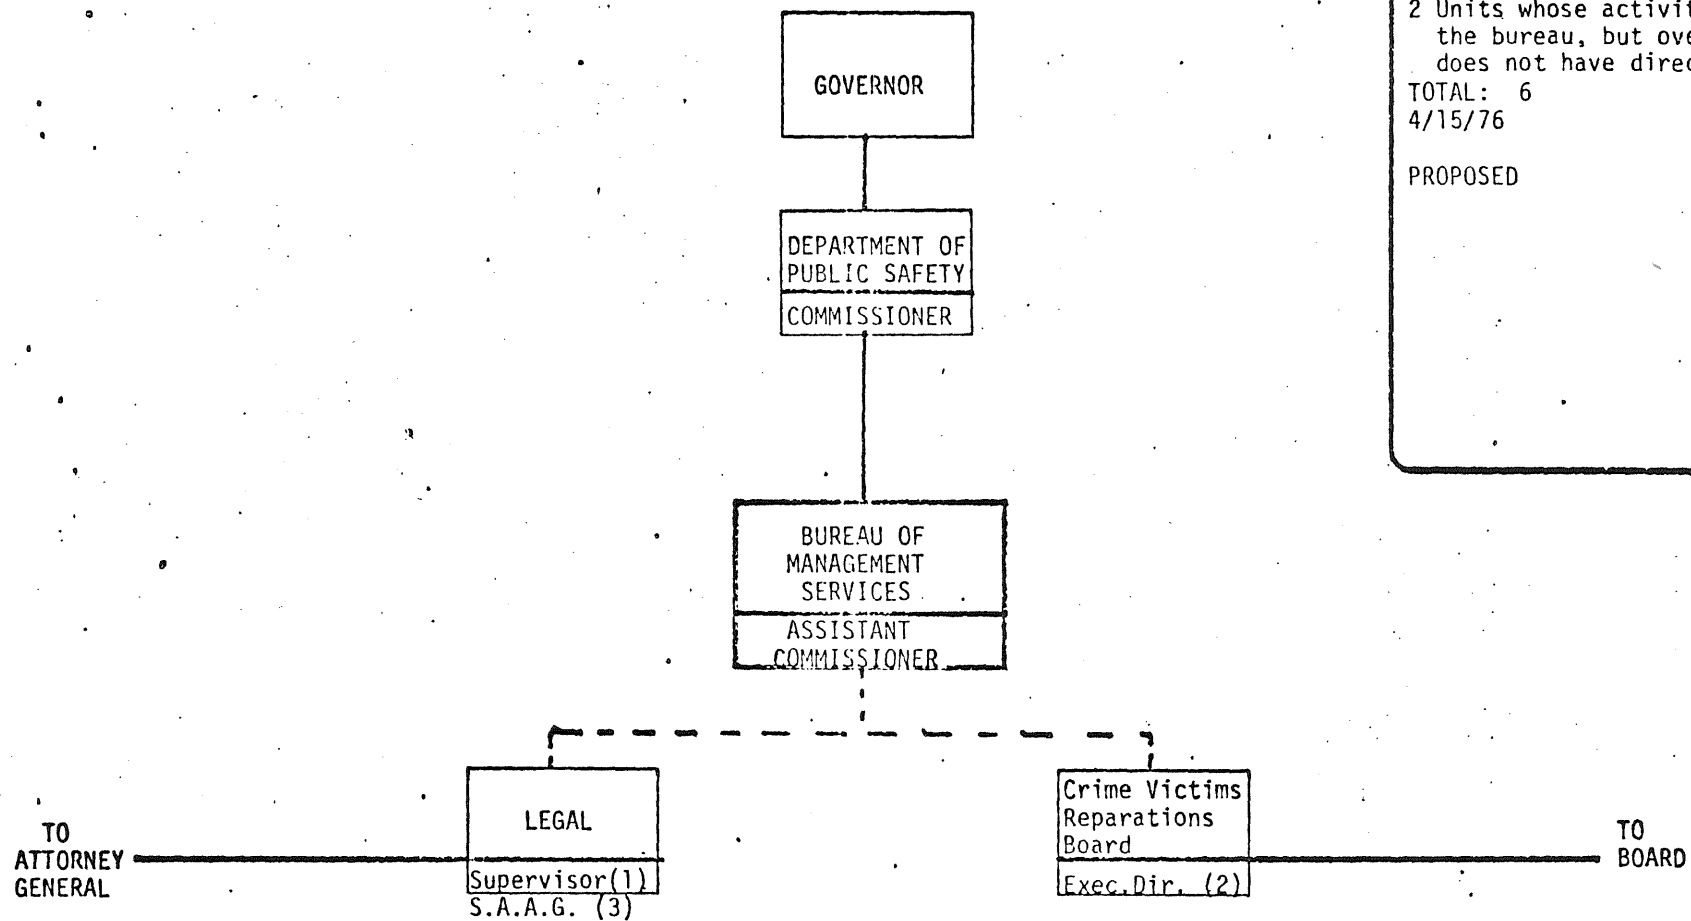 2 Units whose activit
the bureau, but ove
does not have direc
TOTAL: 6
4/15/76
PROPOSED
GOVERNOR
DEPARTMENT OF
PUBLIC SAFETY
COMMISSIONER
BUREAU OF
MANAGEMENT
SERVICES
ASSISTANT
COMMISSIONER
LEGAL
Supervisor(1)
S.A.A.G. (3)
Crime Victims
Reparations
Board
Exec.Dir. (2)
TO
ATTORNEY
GENERAL
TO
BOARD